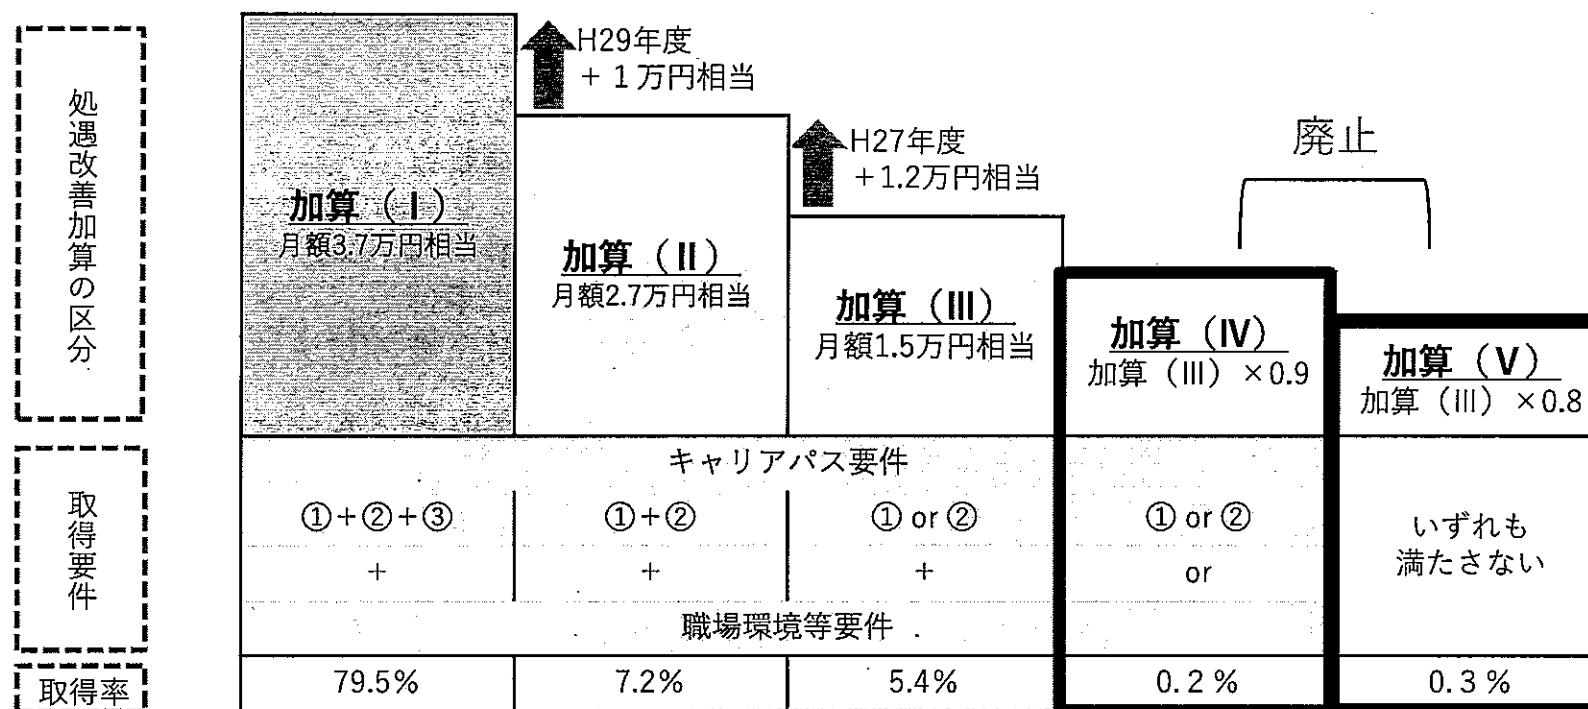 処遇改善加算の区分
H29年度
＋１万円相当
H27年度
＋1.2万円相当
廃止
加算（Ⅰ）
月額3.7万円相当
加算（Ⅱ）
月額2.7万円相当
加算（Ⅲ）
月額1.5万円相当
加算（Ⅳ）
加算（Ⅲ）×0.9
加算（Ⅴ）
加算（Ⅲ）×0.8
取得要件
キャリアパス要件
①＋②＋③
①＋②
① or ②
① or ②
いずれも
満たさない
＋
＋
＋
or
職場環境等要件
取得率
79.5%
7.2%
5.4%
0.2％
0.3％